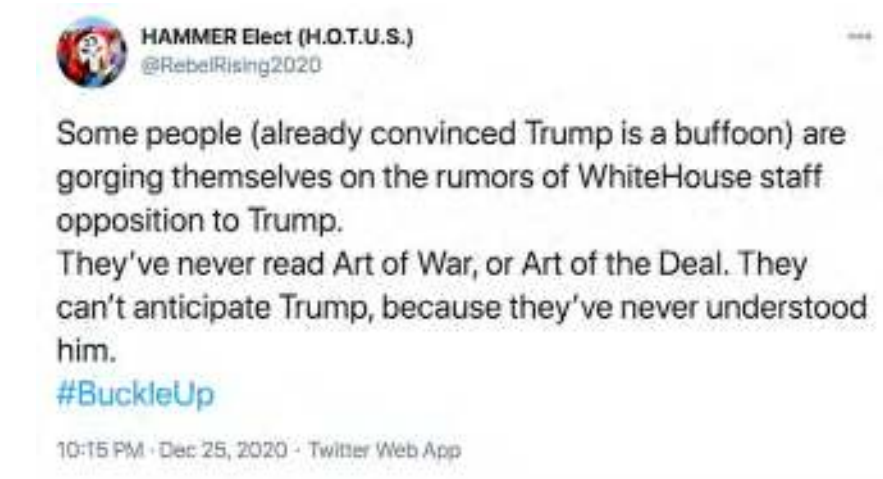 HAMMER Elect (H.O.T.U.S.)
@RebelRising2020
Some people (already convinced Trump is a buffoon) are
gorging themselves on the rumors of WhiteHouse staff
opposition to Trump.
They've never read Art of War, or Art of the Deal. They
can't anticipate Trump, because they've never understood
him.
#BuckleUp
10:15 PM · Dec 25, 2020 · Twitter Web App